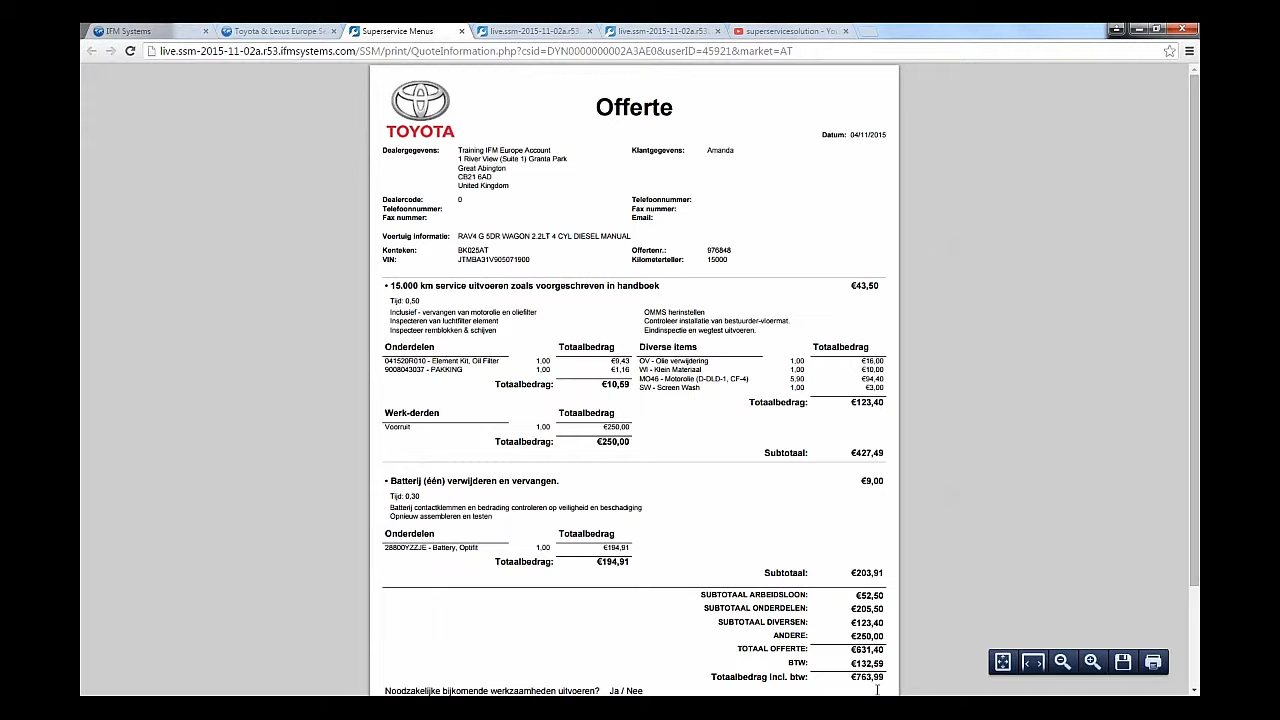 IFM Systems
Toyota & Lexus Europe Se
Superservice Menus
live.ssm-2015-11-02a.r53.
live.ssm-2015-11-02a.r53.
superservicesolution - Yo
live.ssm-2015-11-02a.r53.ifmsystems.com/SSM/print/QuoteInformation.php?csid=DYN0000000002A3AE0&userID=45921&market=AT
TOYOTA
Offerte
Datum: 04/11/2015
Dealergegevens: Training IFM Europe Account
1 River View (Suite 1) Granta Park
Great Abington
CB21 6AD
United Kingdom
Klantgegevens: Amanda
Dealercode: 0
Telefoonnummer:
Fax nummer:
Telefoonnummer:
Fax nummer:
Email:
Voertuig Informatie: RAV4 G 5DR WAGON 2.2LT 4 CYL DIESEL MANUAL
Kenteken: BK025AT
VIN: JTMBA31V905071900
Offertenr.: 976848
Kilometerteller: 15000
• 15.000 km service uitvoeren zoals voorgeschreven in handboek €43,50
Tijd: 0,50
Inclusief - vervangen van motorolie en oliefilter
Inspecteren van luchtfilter element
Inspecteer remblokken & schijven
OMMS herinstellen
Controleer installatie van bestuurder-vloermat.
Eindinspectie en wegtest uitvoeren.
Onderdelen Totaalbedrag
041520R010 - Element Kit, Oil Filter 1,00 €9,43
9008043037 - PAKKING 1,00 €1,16
Totaalbedrag: €10,59
Diverse items Totaalbedrag
OV - Olie verwijdering 1,00 €16,00
WI - Klein Materiaal 1,00 €10,00
MO46 - Motorolie (D-DLD-1, CF-4) 5,90 €94,40
SW - Screen Wash 1,00 €3,00
Totaalbedrag: €123,40
Werk-derden Totaalbedrag
Voorruit 1,00 €250,00
Totaalbedrag: €250,00
Subtotaal: €427,49
• Batterij (één) verwijderen en vervangen. €9,00
Tijd: 0,30
Batterij contactklemmen en bedrading controleren op veiligheid en beschadiging
Opnieuw assembleren en testen
Onderdelen Totaalbedrag
28800YZZJE - Battery, Optifit 1,00 €194,91
Totaalbedrag: €194,91
Subtotaal: €203,91
SUBTOTAAL ARBEIDSLOON: €52,50
SUBTOTAAL ONDERDELEN: €205,50
SUBTOTAAL DIVERSEN: €123,40
ANDERE: €250,00
TOTAAL OFFERTE: €631,40
BTW: €132,59
Totaalbedrag Incl. btw: €763,99
Noodzakelijke bijkomende werkzaamheden uitvoeren? Ja / Nee